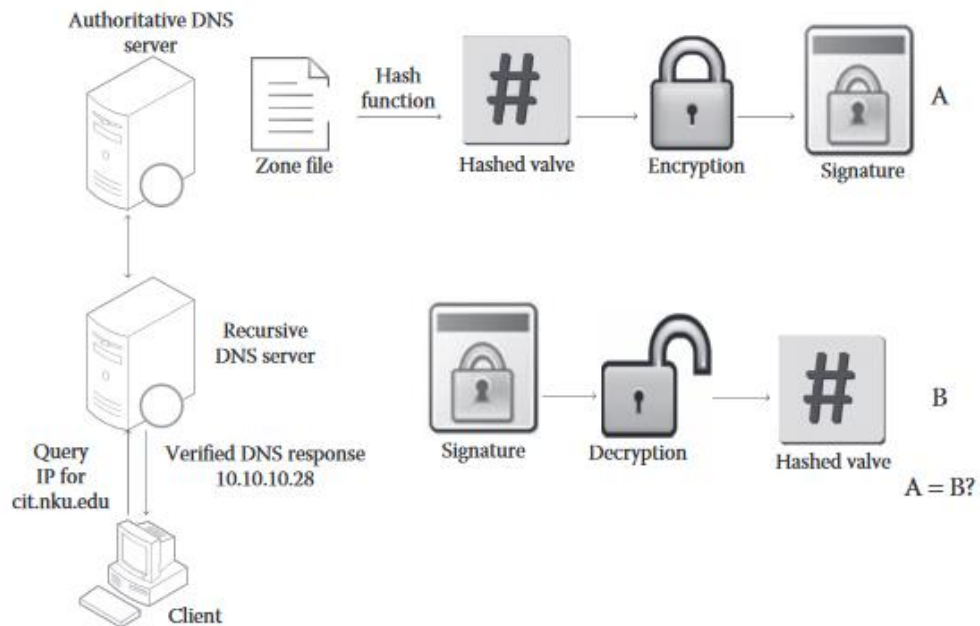 Authoritative DNS
server
Hash
function
#
A
Zone file
Hashed valve
Encryption
Signature
Recursive
DNS server
#
B
Query
IP for
cit.nku.edu
Verified DNS response
10.10.10.28
Signature
Decryption
Hashed valve
A = B?
Client